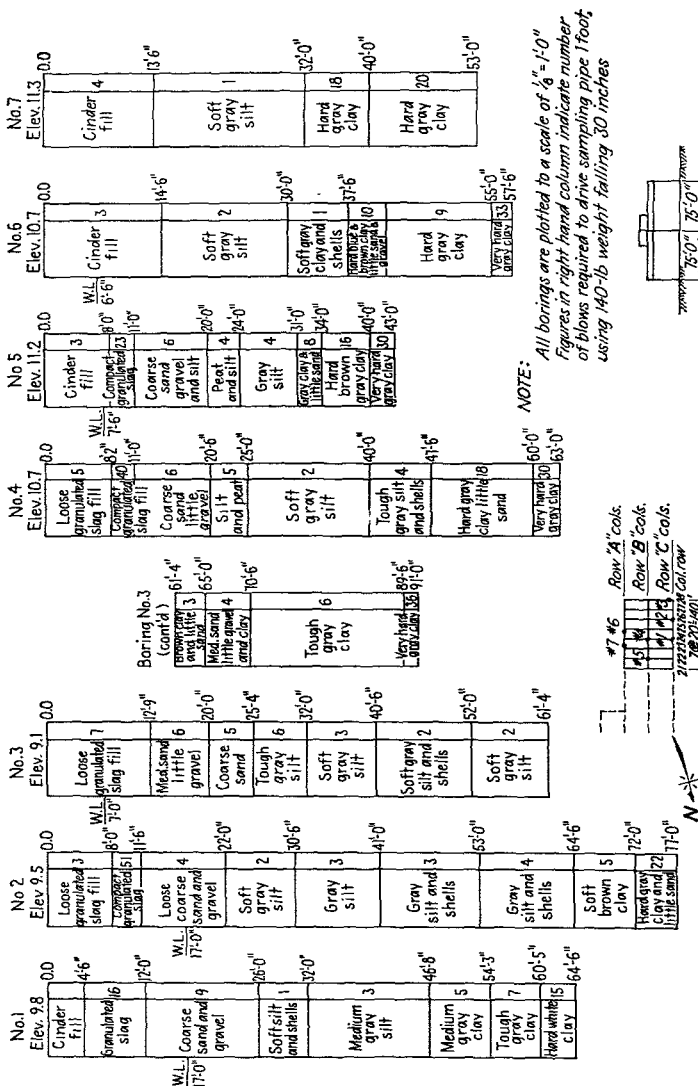 No.1
Elev. 9.8
0.0
Cinder
fill
4'-6"
Granulated
slag
16
12'-0"
W.L.
17'-0"
Coarse
sand and
gravel
9
26'-0"
Soft silt
and shells
1
32'-0"
Medium
gray
silt
3
46'-8"
Medium
gray
clay
5
54'-3"
Tough
gray
clay
7
60'-5"
Hard white
clay
15
64'-6"
No 2
Elev 9.5
0.0
Loose
granulated
slag fill
3
8'-0"
Compact
granulated
slag
51
11'-6"
W.L.
17'-0"
Loose
coarse
sand and
gravel
4
22'-0"
Soft
gray
silt
2
30'-6"
Gray
silt
3
41'-0"
Gray
silt and
shells
3
53'-0"
Gray
silt and
shells
4
64'-6"
Soft
brown
clay
5
72'-0"
Hard gray
clay and
little sand
22
77'-0"
No.3
Elev. 9.1
0.0
Loose
granulated
slag fill
7
W.L.
7'-0"
12'-9"
Med.sand
little
gravel
6
20'-0"
Coarse
sand
5
25'-4"
Tough
gray
silt
6
32'-0"
Soft
gray
silt
3
40'-6"
Soft gray
silt and
shells
2
52'-0"
Soft
gray
silt
2
61'-4"
Boring No.3
(cont'd)
61'-4"
Brown clay
and little
sand
3
65'-0"
Med. sand
little gravel
and clay
4
70'-6"
Tough
gray
clay
6
89'-6"
Very hard
gray clay
36
91'-0"
No.4
Elev. 10.7
0.0
Loose
granulated
slag fill
5
8'2"
Compact
granulated
slag fill
40
11'-0"
Coarse
sand
little
gravel
6
20'-6"
Silt
and peat
5
25'-0"
Soft
gray
silt
2
40'-0"
Tough
gray silt
and shells
4
47'-6"
Hard gray
clay little
sand
18
60'-0"
Very hard
gray clay
30
63'-0"
No 5
Elev. 11.2
0.0
Cinder
fill
3
W.L.
7'-6"
8'0"
Compact
granulated
slag
23
11'-0"
Coarse
sand
gravel
and silt
6
20'-0"
Peat
and silt
4
24'-0"
Gray
silt
4
31'-0"
Gray clay &
little sand
8
34'-0"
Hard
brown
gray clay
16
40'-0"
Very hard
gray clay
30
43'-0"
No.6
Elev. 10.7
0.0
Cinder
fill
3
W.L
6'-6"
14'-6"
Soft
gray
silt
2
30'-0"
Soft gray
clay and
shells
1
37'-6"
Hard blue &
brown clay
little sand &
gravel
10
Hard
gray
clay
9
55'-0"
Very hard
gray clay
33
57'-6"
No.7
Elev. 11.3
0.0
Cinder
fill
4
13'6"
Soft
gray
silt
1
32'-0"
Hard
gray
clay
18
40'-0"
Hard
gray
clay
20
53'-0"
NOTE:
All borings are plotted to a scale of 1/8"=1'-0"
Figures in right hand column indicate number
of blows required to drive sampling pipe 1 foot,
using 140-lb weight falling 30 inches
N
#7 #6
Row "A" cols.
#5 #4
Row "B" cols.
#1 #2 #3
Row "C" cols.
Col. row
7@20'=140'
75'-0" 75'-0"